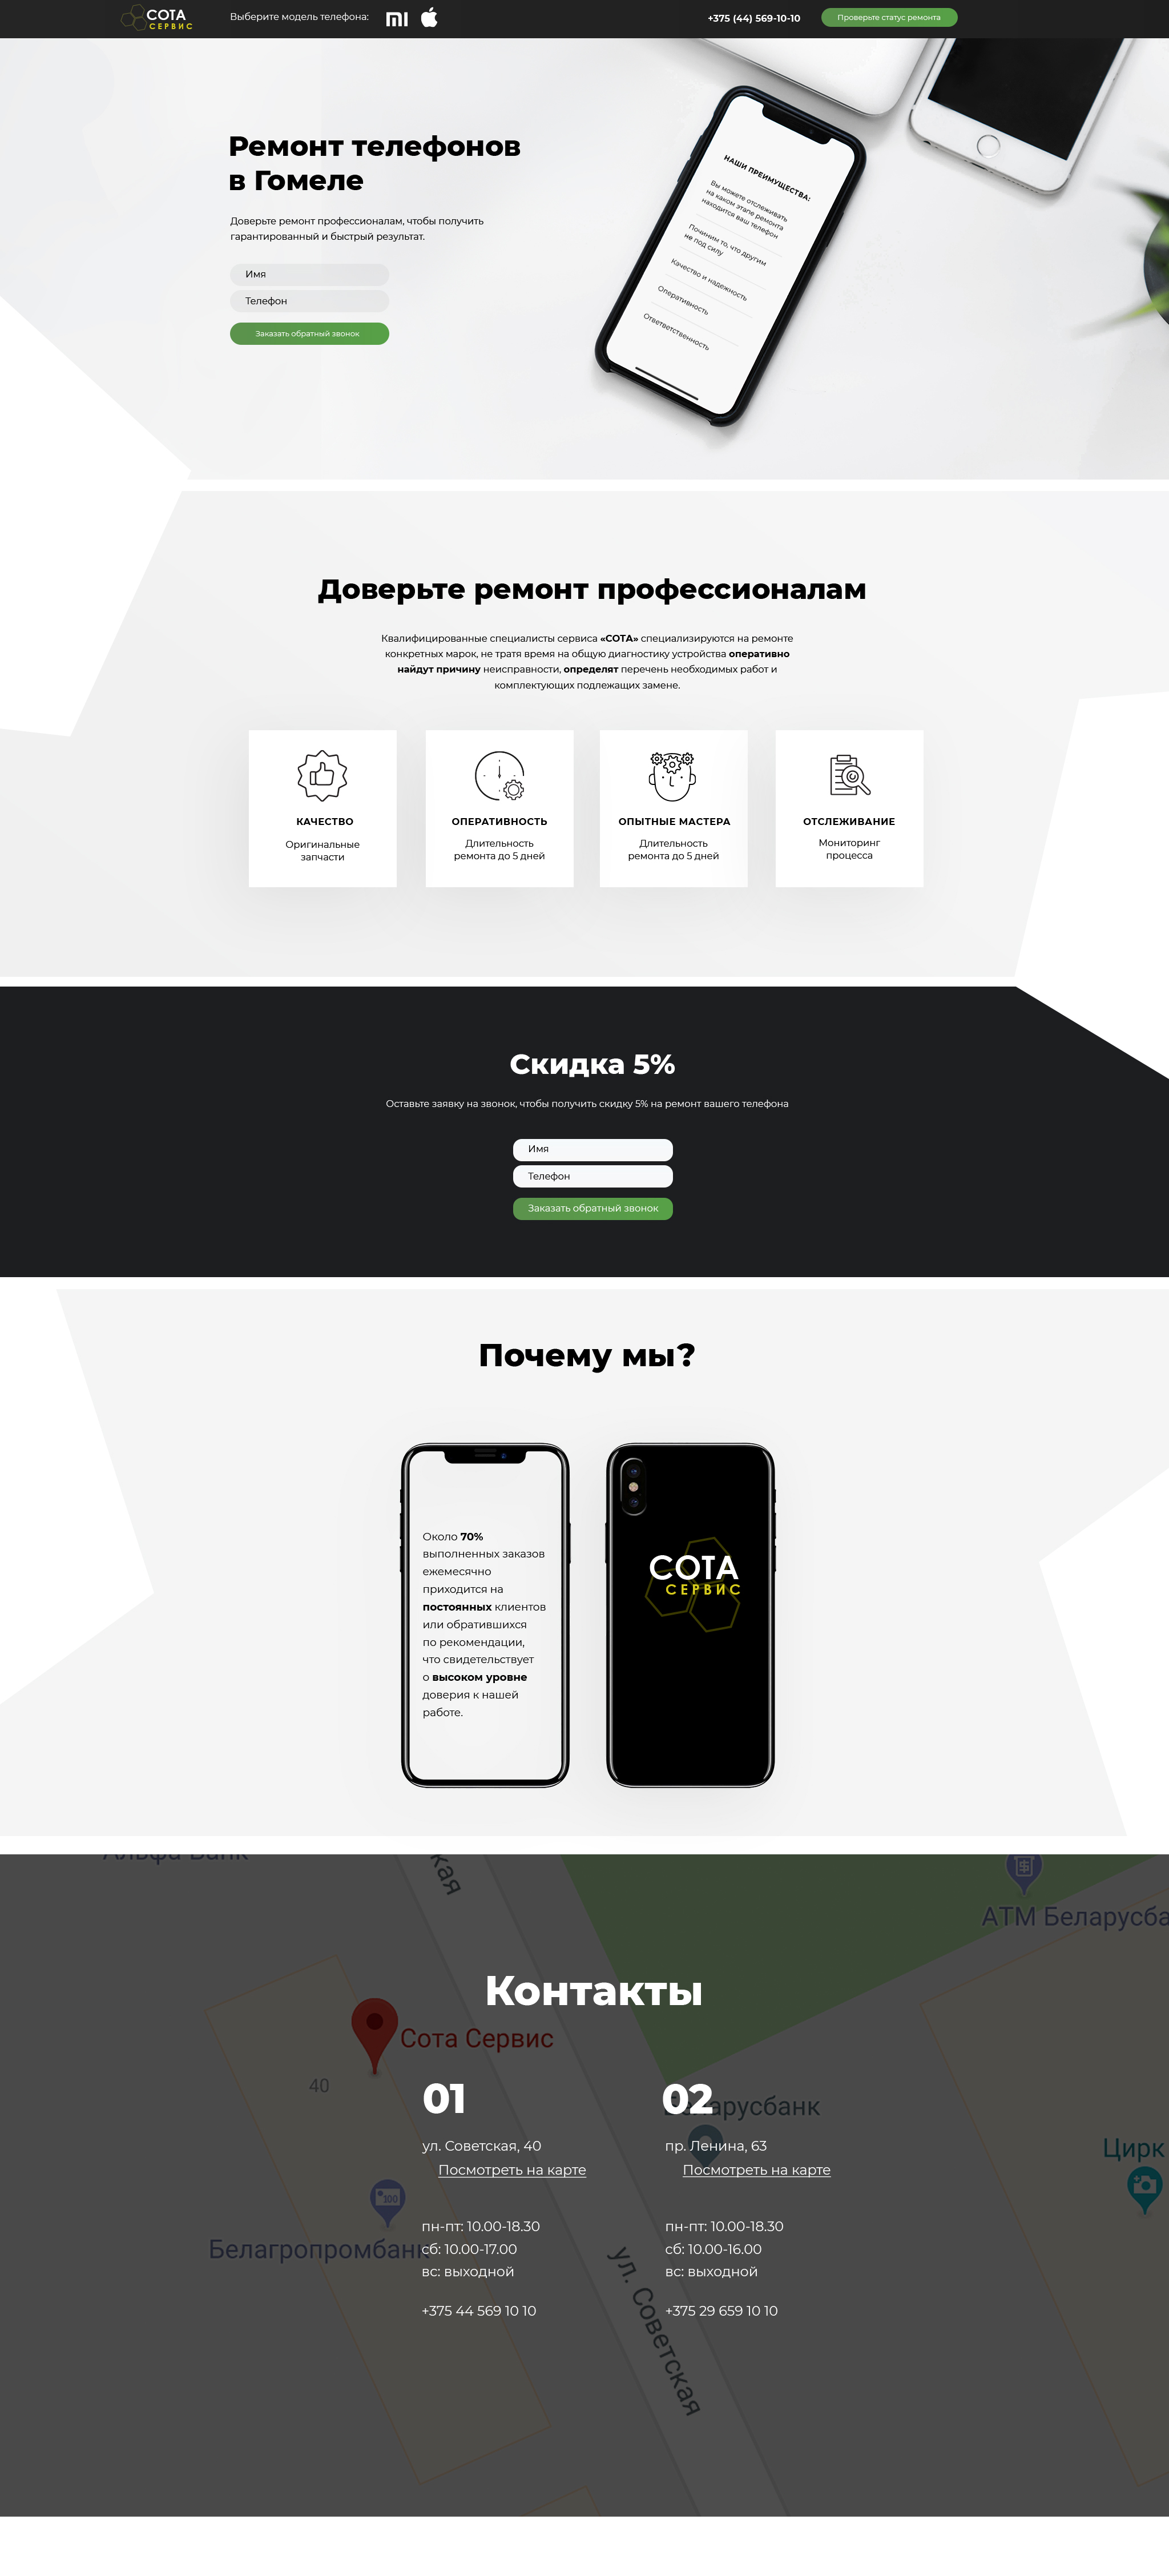 СОТА
СЕРВИС
Выберите модель телефона:
+375 (44) 569-10-10
Проверьте статус ремонта
Ремонт телефонов
в Гомеле
Доверьте ремонт профессионалам, чтобы получить
гарантированный и быстрый результат.
Имя
Телефон
Заказать обратный звонок
НАШИ ПРЕИМУЩЕСТВА:
Вы можете отслеживать
на каком этапе ремонта
находится ваш телефон
Починим то, что другим
не под силу
Качество и надежность
Оперативность
Ответветственность
Доверьте ремонт профессионалам
Квалифицированные специалисты сервиса «СОТА» специализируются на ремонте
конкретных марок, не тратя время на общую диагностику устройства оперативно
найдут причину неисправности, определят перечень необходимых работ и
комплектующих подлежащих замене.
КАЧЕСТВО
Оригинальные
запчасти
ОПЕРАТИВНОСТЬ
Длительность
ремонта до 5 дней
ОПЫТНЫЕ МАСТЕРА
Длительность
ремонта до 5 дней
ОТСЛЕЖИВАНИЕ
Мониторинг
процесса
Скидка 5%
Оставьте заявку на звонок, чтобы получить скидку 5% на ремонт вашего телефона
Имя
Телефон
Заказать обратный звонок
Почему мы?
Около 70%
выполненных заказов
ежемесячно
приходится на
постоянных клиентов
или обратившихся
по рекомендации,
что свидетельствует
о высоком уровне
доверия к нашей
работе.
СОТА
СЕРВИС
Альфа Банк
кая
АТМ Беларусба
Контакты
Сота Сервис
40
01
ул. Советская, 40
Посмотреть на карте
пн-пт: 10.00-18.30
сб: 10.00-17.00
вс: выходной
+375 44 569 10 10
02
Беларусбанк
пр. Ленина, 63
Посмотреть на карте
пн-пт: 10.00-18.30
сб: 10.00-16.00
вс: выходной
+375 29 659 10 10
Цирк
100
Белагропромбанк
ул. Советская